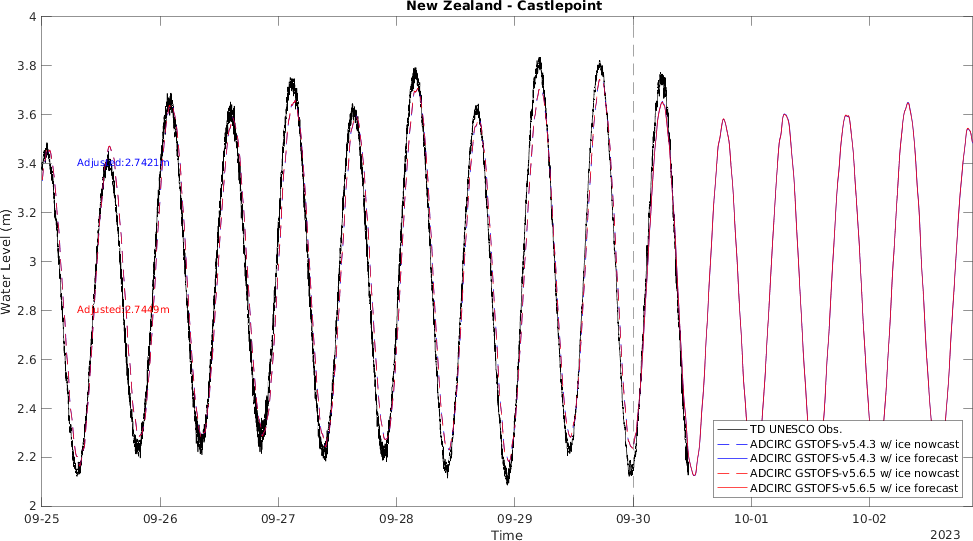 New Zealand - Castlepoint
4
3.8
3.6
3.4
3.2
3
2.8
2.6
2.4
2.2
2
Water Level (m)
Adjusted:2.7421m
Adjusted:2.7449m
TD UNESCO Obs.
ADCIRC GSTOFS-v5.4.3 w/ ice nowcast
ADCIRC GSTOFS-v5.4.3 w/ ice forecast
ADCIRC GSTOFS-v5.6.5 w/ ice nowcast
ADCIRC GSTOFS-v5.6.5 w/ ice forecast
09-25 09-26 09-27 09-28 09-29 09-30 10-01 10-02
Time
2023